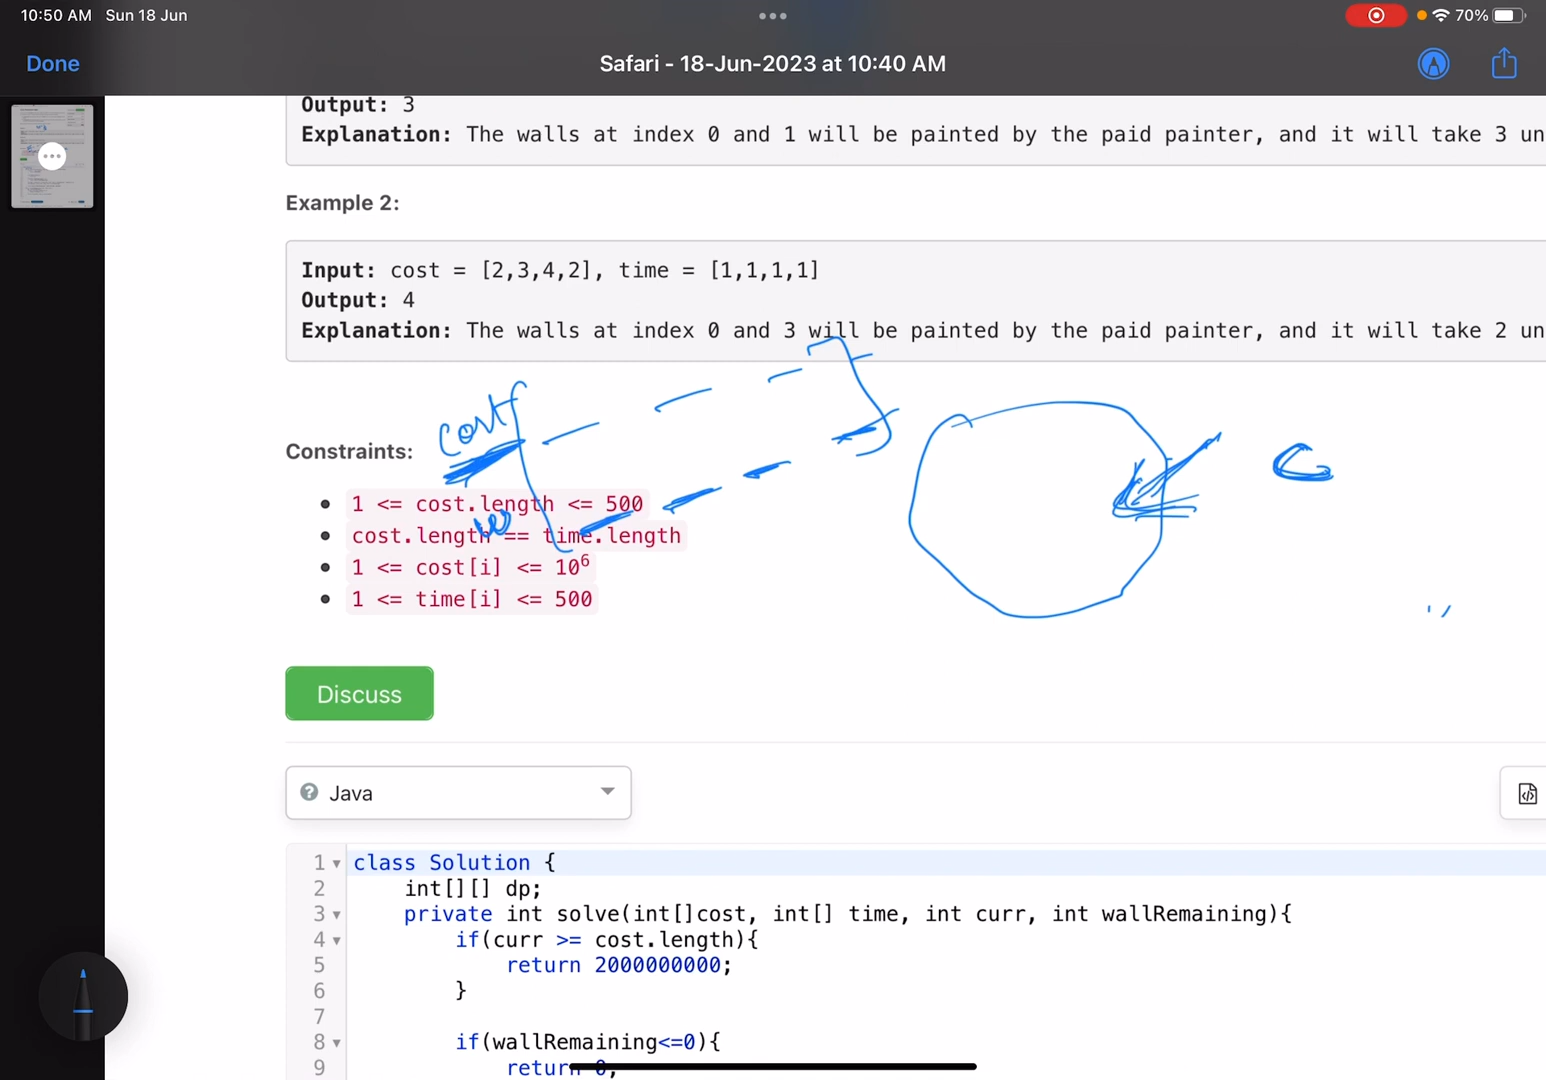 10:50 AM Sun 18 Jun
70%
Done
Safari - 18-Jun-2023 at 10:40 AM
Output: 3
Explanation: The walls at index 0 and 1 will be painted by the paid painter, and it will take 3 un
Example 2:
Input: cost = [2,3,4,2], time = [1,1,1,1]
Output: 4
Explanation: The walls at index 0 and 3 will be painted by the paid painter, and it will take 2 un
cost
Constraints:
1 <= cost.length <= 500
w
cost.length == time.length
1 <= cost[i] <= 10⁶
1 <= time[i] <= 500
Discuss
Java
1 class Solution {
2 int[][] dp;
3 private int solve(int[]cost, int[] time, int curr, int wallRemaining){
4 if(curr >= cost.length){
5 return 2000000000;
6 }
7
8 if(wallRemaining<=0){
9 return 0;